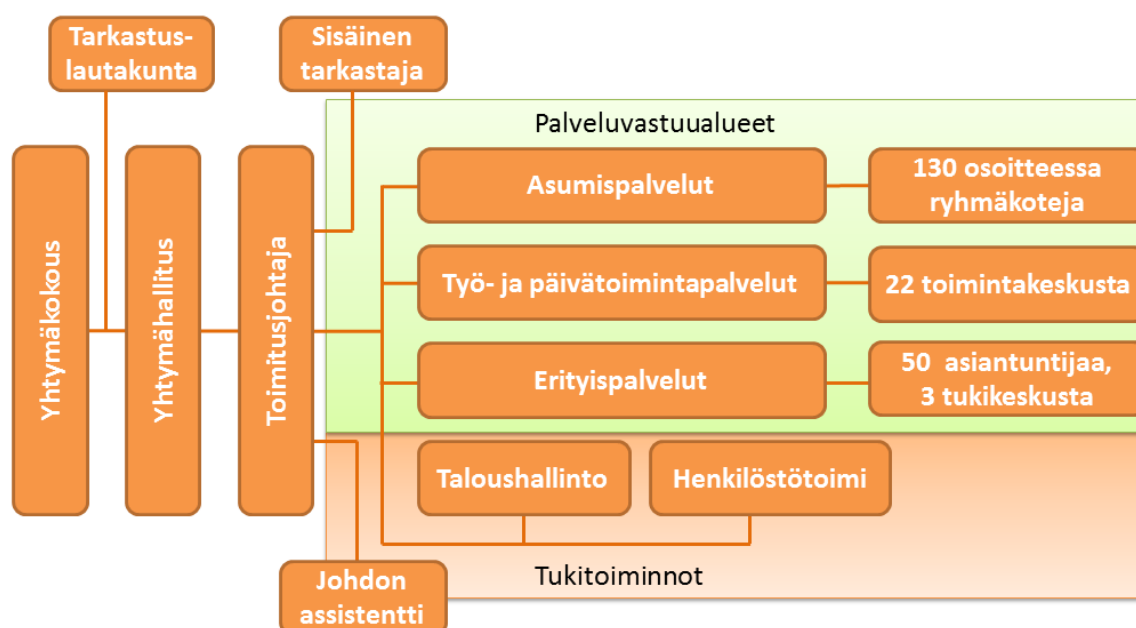 Tarkastus-
lautakunta
Sisäinen
tarkastaja
Yhtymäkokous
Yhtymähallitus
Toimitusjohtaja
Palveluvastuualueet
Asumispalvelut
130 osoitteessa
ryhmäkoteja
Työ- ja päivätoimintapalvelut
22 toimintakeskusta
Erityispalvelut
50 asiantuntijaa,
3 tukikeskusta
Taloushallinto
Henkilöstötoimi
Tukitoiminnot
Johdon
assistentti